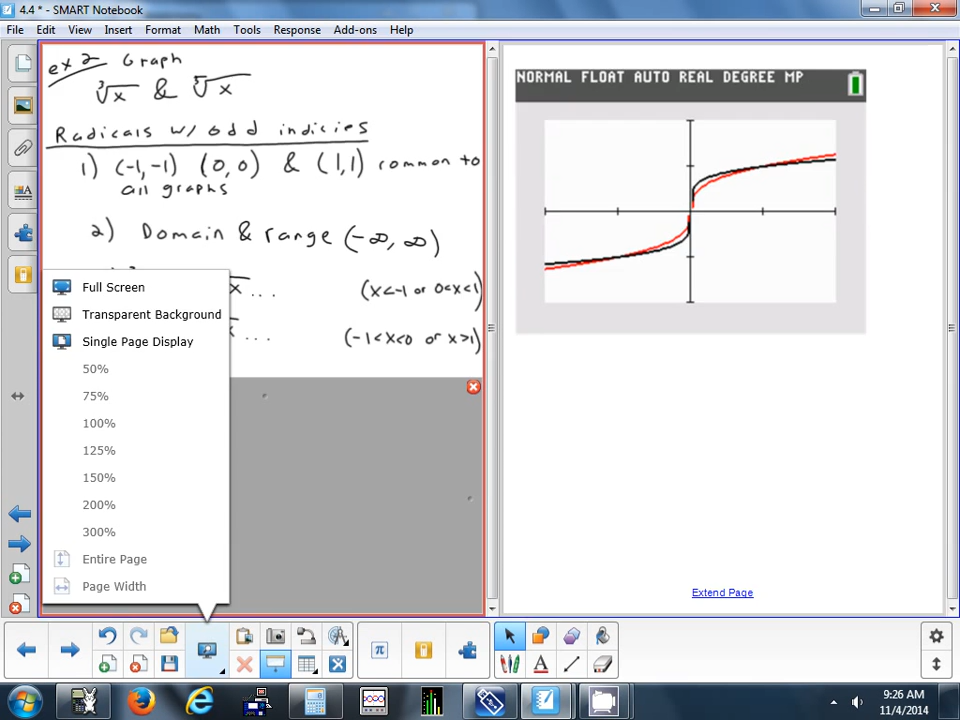 4.4 * - SMART Notebook
File Edit View Insert Format Math Tools Response Add-ons Help
ex 2 Graph
∛x & ⁵√x
Radicals w/ odd indicies
1) (-1,-1) (0,0) & (1,1) common to
all graphs
2) Domain & range (-∞, ∞)
x ... (x<-1 or 0<x<1)
x ... (-1<x<0 or x>1)
NORMAL FLOAT AUTO REAL DEGREE MP
Full Screen
Transparent Background
Single Page Display
50%
75%
100%
125%
150%
200%
300%
Entire Page
Page Width
Extend Page
π
A
9:26 AM
11/4/2014